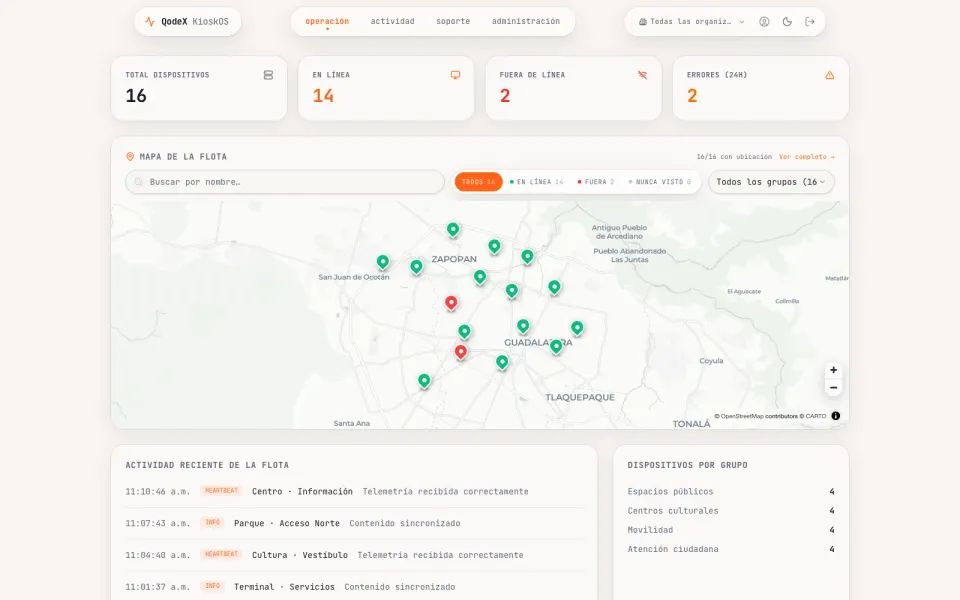 QodeX KioskOS
operación actividad soporte administración
Todas las organiz…
TOTAL DISPOSITIVOS
16
EN LÍNEA
14
FUERA DE LÍNEA
2
ERRORES (24H)
2
MAPA DE LA FLOTA
16/16 con ubicación Ver completo →
Buscar por nombre…
TODOS 16 EN LÍNEA 14 FUERA 2 NUNCA VISTO 0
Todos los grupos (16
Antiguo Pueblo
de Arcediano
Pueblo Abandonado
Las Juntas
ZAPOPAN
San Juan de Ocotán
Matatlán
El Aguacate
Colimilla
GUADALAJARA
Coyula
TLAQUEPAQUE
Santa Ana
TONALÁ
+
−
© OpenStreetMap contributors © CARTO
ACTIVIDAD RECIENTE DE LA FLOTA
11:10:46 a.m. HEARTBEAT Centro · Información Telemetría recibida correctamente
11:07:43 a.m. INFO Parque · Acceso Norte Contenido sincronizado
11:04:40 a.m. HEARTBEAT Cultura · Vestíbulo Telemetría recibida correctamente
11:01:37 a.m. INFO Terminal · Servicios Contenido sincronizado
DISPOSITIVOS POR GRUPO
Espacios públicos 4
Centros culturales 4
Movilidad 4
Atención ciudadana 4